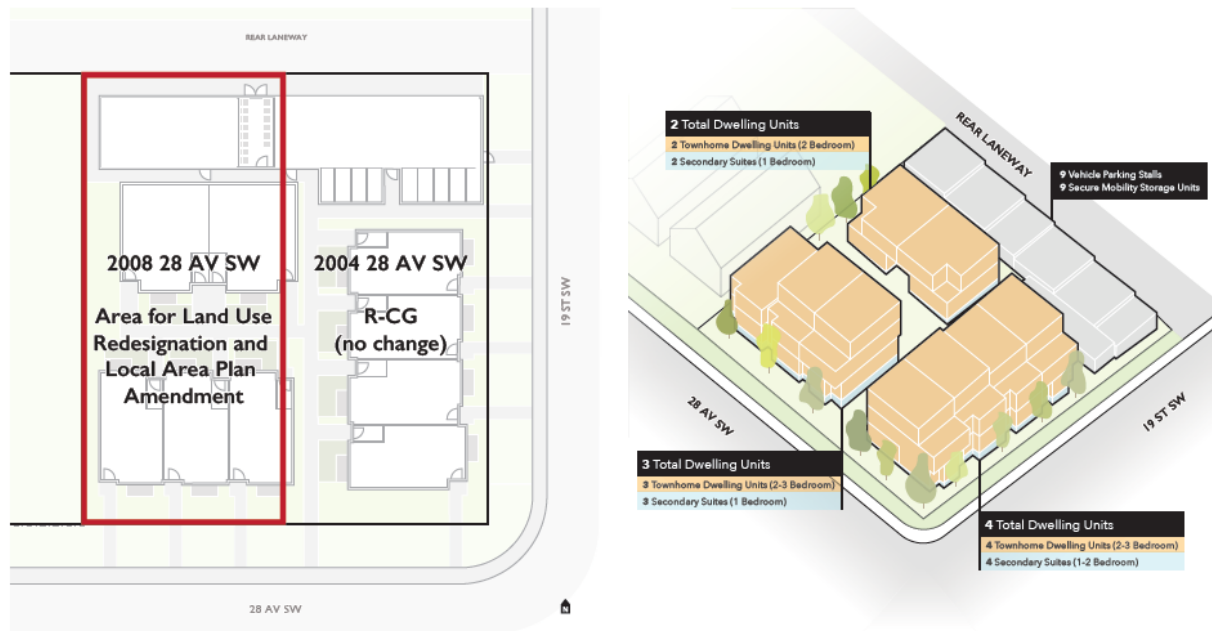 REAR LANEWAY
2008 28 AV SW
Area for Land Use
Redesignation and
Local Area Plan
Amendment
2004 28 AV SW
R-CG
(no change)
19 ST SW
28 AV SW
N
2 Total Dwelling Units
2 Townhome Dwelling Units (2 Bedroom)
2 Secondary Suites (1 Bedroom)
REAR LANEWAY
9 Vehicle Parking Stalls
9 Secure Mobility Storage Units
28 AV SW
19 ST SW
3 Total Dwelling Units
3 Townhome Dwelling Units (2-3 Bedroom)
3 Secondary Suites (1 Bedroom)
4 Total Dwelling Units
4 Townhome Dwelling Units (2-3 Bedroom)
4 Secondary Suites (1-2 Bedroom)